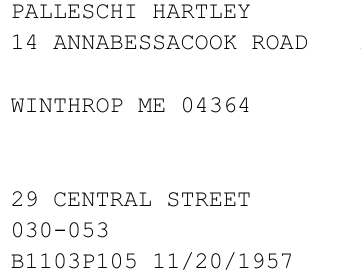 PALLESCHI HARTLEY
14 ANNABESSACOOK ROAD
WINTHROP ME 04364
29 CENTRAL STREET
030-053
B1103P105 11/20/1957